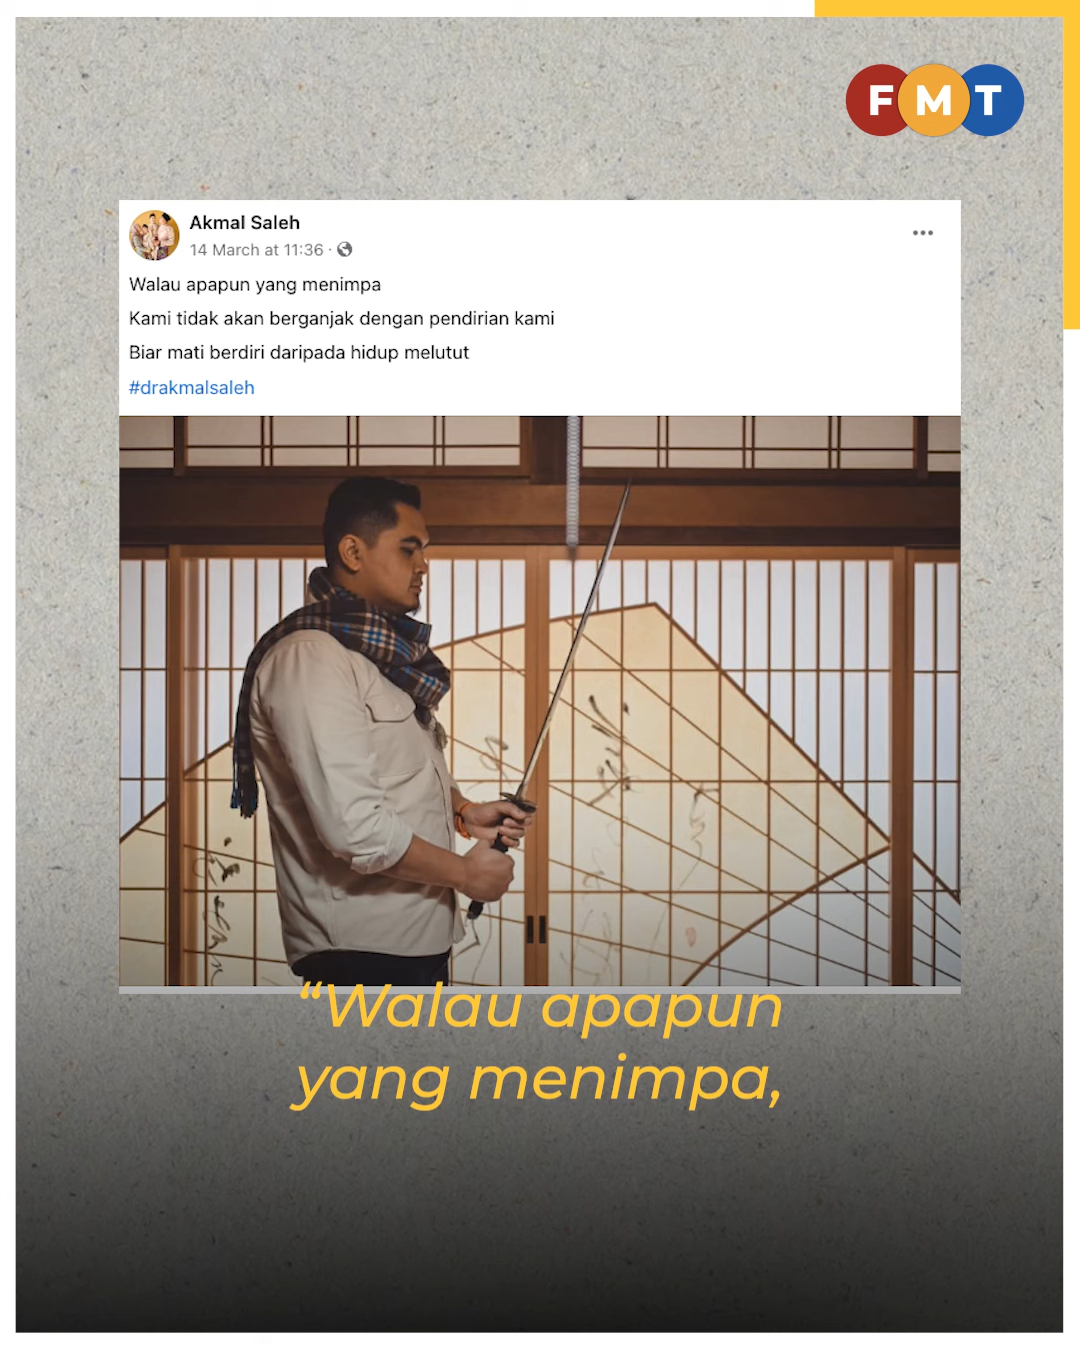 FMT
Akmal Saleh
14 March at 11:36 ·
Walau apapun yang menimpa
Kami tidak akan berganjak dengan pendirian kami
Biar mati berdiri daripada hidup melutut
#drakmalsaleh
“Walau apapun
yang menimpa,